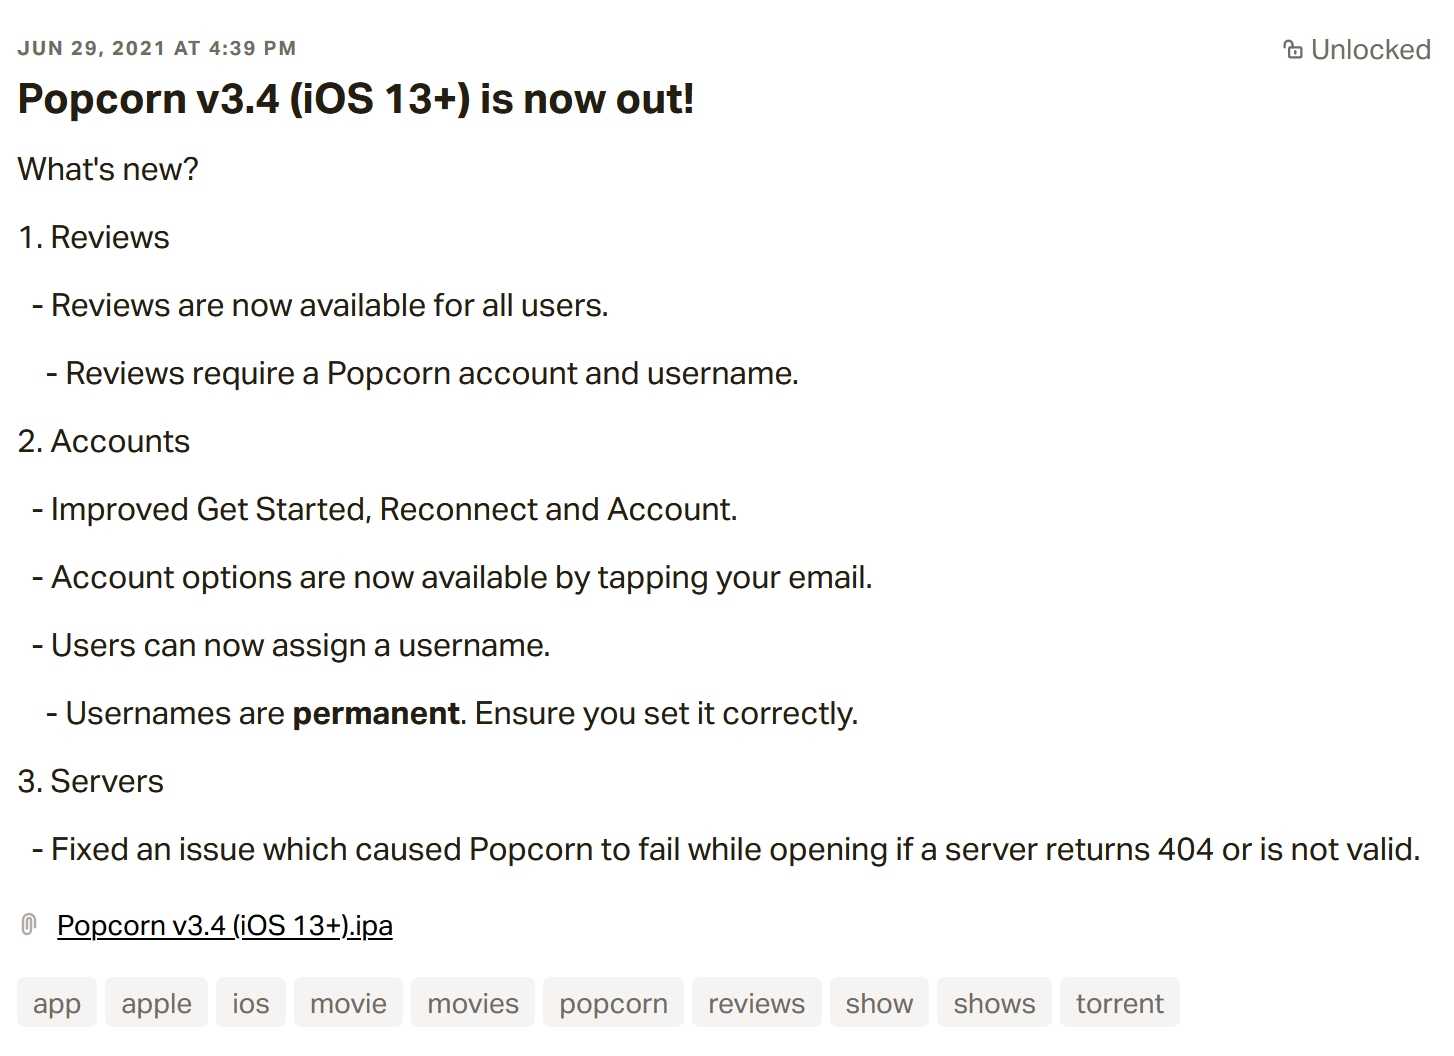 JUN 29, 2021 AT 4:39 PM
Unlocked
Popcorn v3.4 (iOS 13+) is now out!
What's new?
1. Reviews
- Reviews are now available for all users.
- Reviews require a Popcorn account and username.
2. Accounts
- Improved Get Started, Reconnect and Account.
- Account options are now available by tapping your email.
- Users can now assign a username.
- Usernames are permanent. Ensure you set it correctly.
3. Servers
- Fixed an issue which caused Popcorn to fail while opening if a server returns 404 or is not valid.
Popcorn v3.4 (iOS 13+).ipa
app apple ios movie movies popcorn reviews show shows torrent